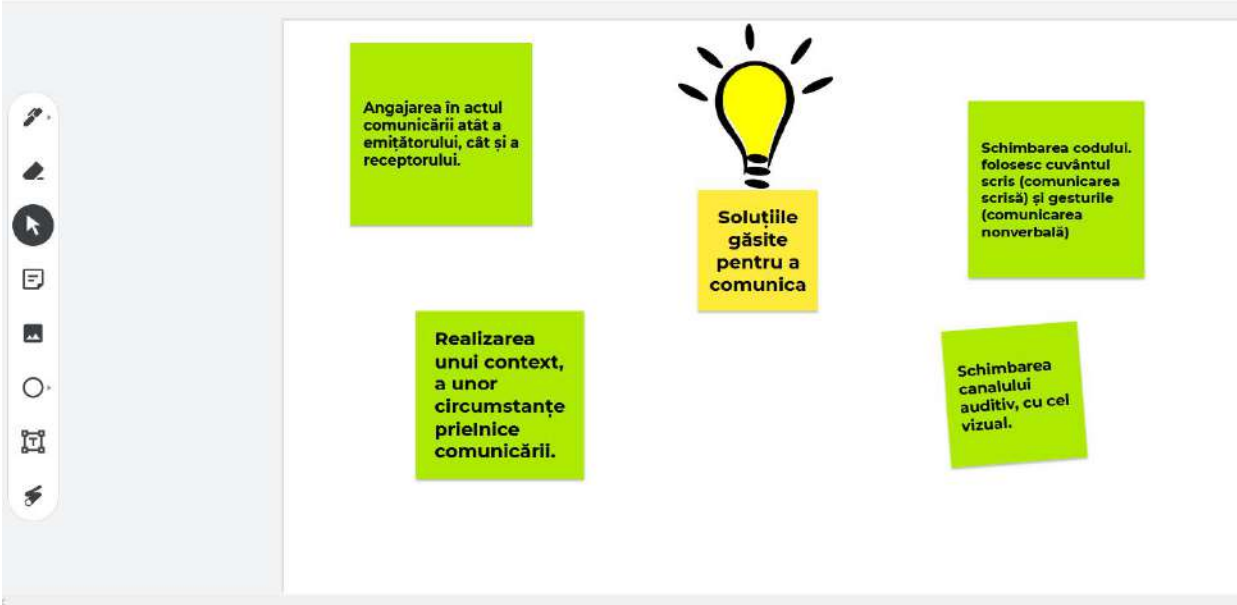 Angajarea în actul
comunicării atât a
emițătorului, cât și a
receptorului.
Soluțiile
găsite
pentru a
comunica
Schimbarea codului.
folosesc cuvântul
scris (comunicarea
scrisă) și gesturile
(comunicarea
nonverbală)
Realizarea
unui context,
a unor
circumstanțe
prielnice
comunicării.
Schimbarea
canalului
auditiv, cu cel
vizual.